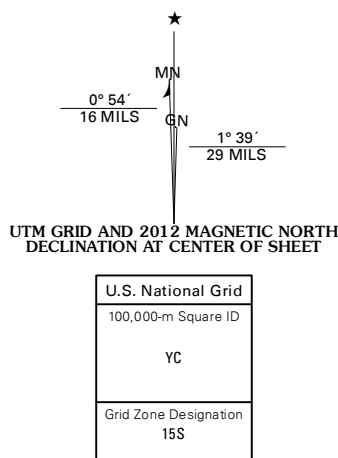 ★
MN
0° 54´
16 MILS
GN
1° 39´
29 MILS
UTM GRID AND 2012 MAGNETIC NORTH
DECLINATION AT CENTER OF SHEET
U.S. National Grid
100,000-m Square ID
YC
Grid Zone Designation
15S